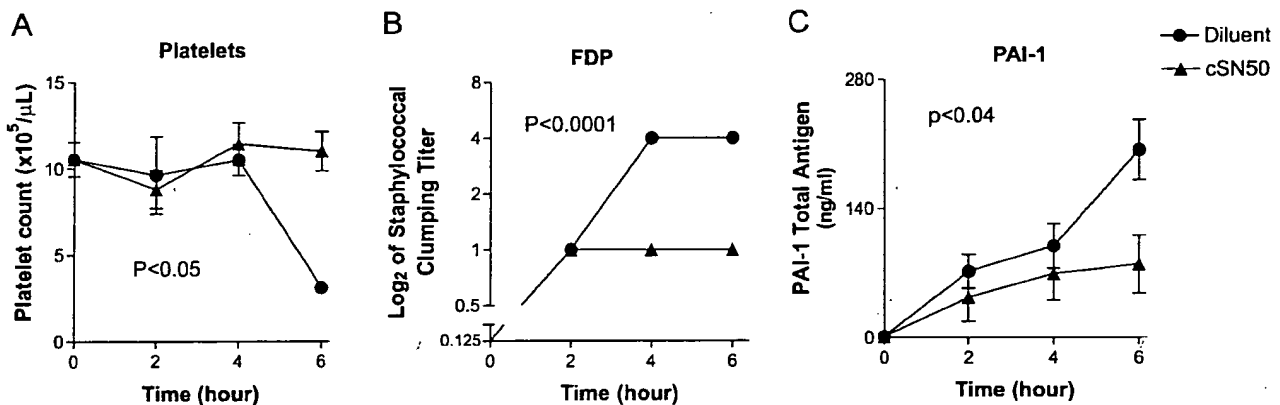 A
Platelets
Platelet count (x10⁵/μL)
15
10
5
0
P<0.05
0
2
4
6
Time (hour)
B
FDP
Log₂ of Staphylococcal
Clumping Titer
8
4
2
1
0.5
0.125
P<0.0001
0
2
4
6
Time (hour)
C
PAI-1
PAI-1 Total Antigen
(ng/ml)
280
140
0
p<0.04
0
2
4
6
Time (hour)
Diluent
cSN50